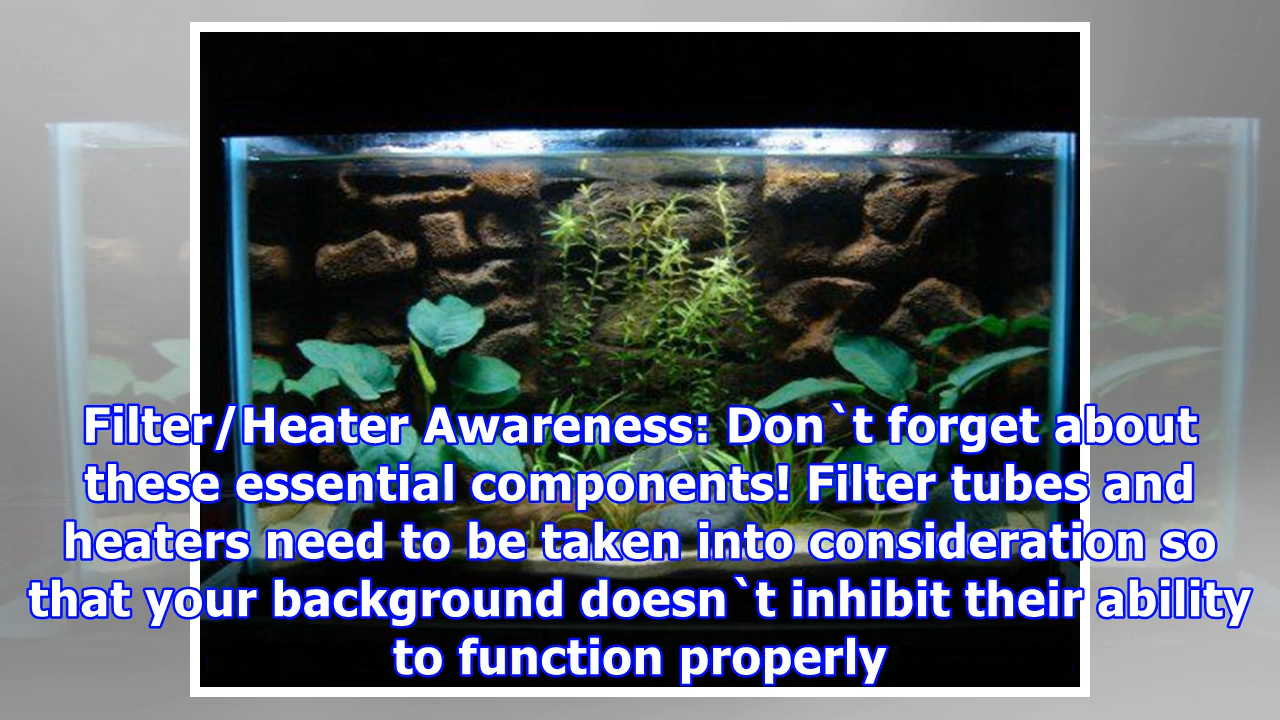 Filter/Heater Awareness: Don`t forget about
these essential components! Filter tubes and
heaters need to be taken into consideration so
that your background doesn`t inhibit their ability
to function properly